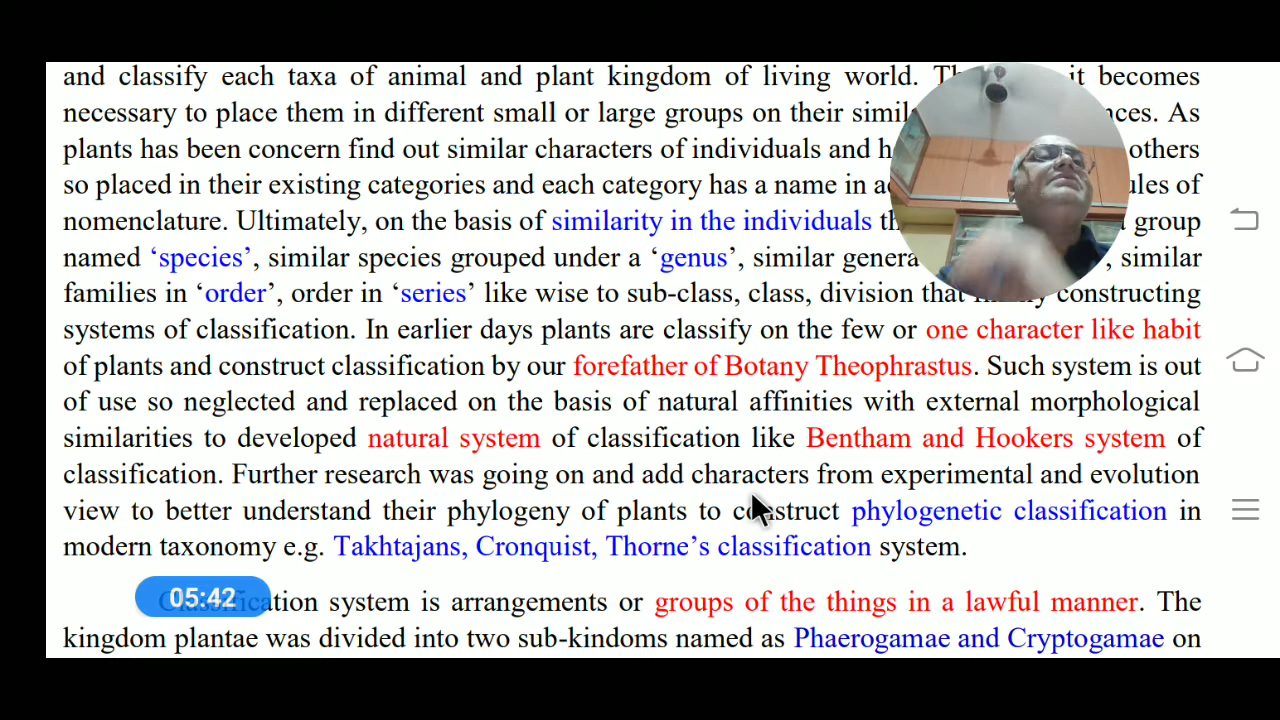 and classify each taxa of animal and plant kingdom of living world. it becomes
necessary to place them in different small or large groups on their As
plants has been concern find out similar characters of individuals and others
so placed in their existing categories and each category has a name in of
nomenclature. Ultimately, on the basis of similarity in the individuals group
named ‘species’, similar species grouped under a ‘genus’, similar genera , similar
families in ‘order’, order in ‘series’ like wise to sub-class, class, division that constructing
systems of classification. In earlier days plants are classify on the few or one character like habit
of plants and construct classification by our forefather of Botany Theophrastus. Such system is out
of use so neglected and replaced on the basis of natural affinities with external morphological
similarities to developed natural system of classification like Bentham and Hookers system of
classification. Further research was going on and add characters from experimental and evolution
view to better understand their phylogeny of plants to construct phylogenetic classification in
modern taxonomy e.g. Takhtajans, Cronquist, Thorne’s classification system.
05:42
Classification system is arrangements or groups of the things in a lawful manner. The
kingdom plantae was divided into two sub-kindoms named as Phaerogamae and Cryptogamae on